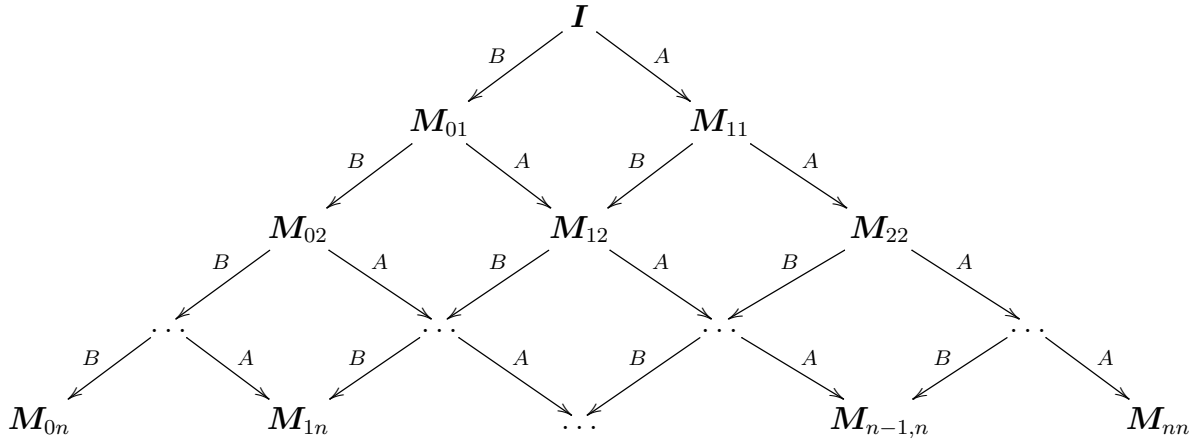 I
B A
M₀₁ M₁₁
B A B A
M₀₂ M₁₂ M₂₂
B A B A B A
... ... ... ...
B A B A B A B A
M₀ₙ M₁ₙ ... Mₙ₋₁,ₙ Mₙₙ